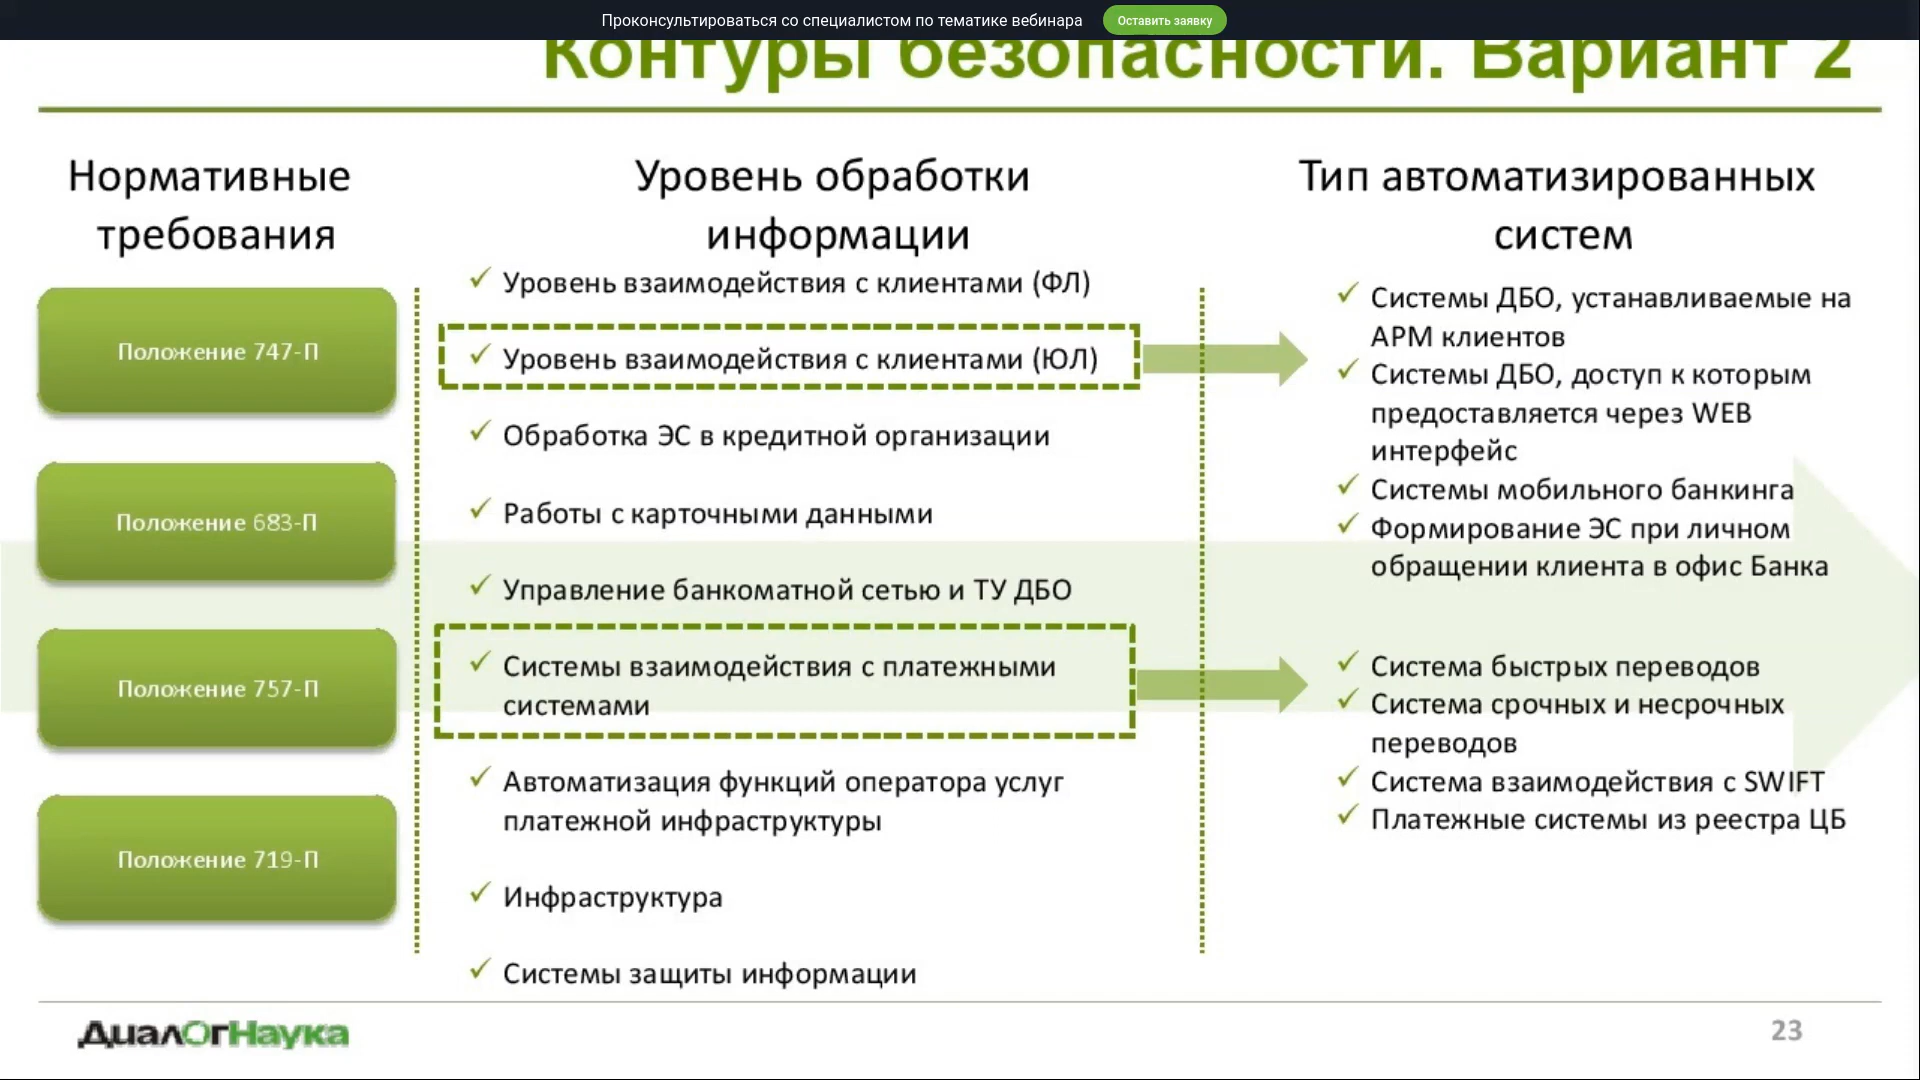 Проконсультироваться со специалистом по тематике вебинара
Оставить заявку
Контуры безопасности. Вариант 2
Нормативные
требования
Положение 747-П
Положение 683-П
Положение 757-П
Положение 719-П
Уровень обработки
информации
Уровень взаимодействия с клиентами (ФЛ)
Уровень взаимодействия с клиентами (ЮЛ)
Обработка ЭС в кредитной организации
Работы с карточными данными
Управление банкоматной сетью и ТУ ДБО
Системы взаимодействия с платежными
системами
Автоматизация функций оператора услуг
платежной инфраструктуры
Инфраструктура
Системы защиты информации
Тип автоматизированных
систем
Системы ДБО, устанавливаемые на
АРМ клиентов
Системы ДБО, доступ к которым
предоставляется через WEB
интерфейс
Системы мобильного банкинга
Формирование ЭС при личном
обращении клиента в офис Банка
Система быстрых переводов
Система срочных и несрочных
переводов
Система взаимодействия с SWIFT
Платежные системы из реестра ЦБ
ДиалОгНаука
23